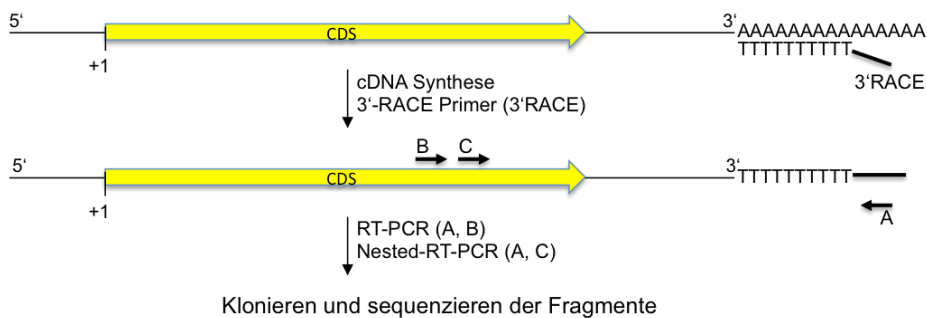 5‘ CDS 3‘ AAAAAAAAAAAAAAA
TTTTTTTTTT
+1 3‘RACE
cDNA Synthese
3‘-RACE Primer (3‘RACE)
B C
5‘ CDS 3‘ TTTTTTTTTT
+1 A
RT-PCR (A, B)
Nested-RT-PCR (A, C)
Klonieren und sequenzieren der Fragmente